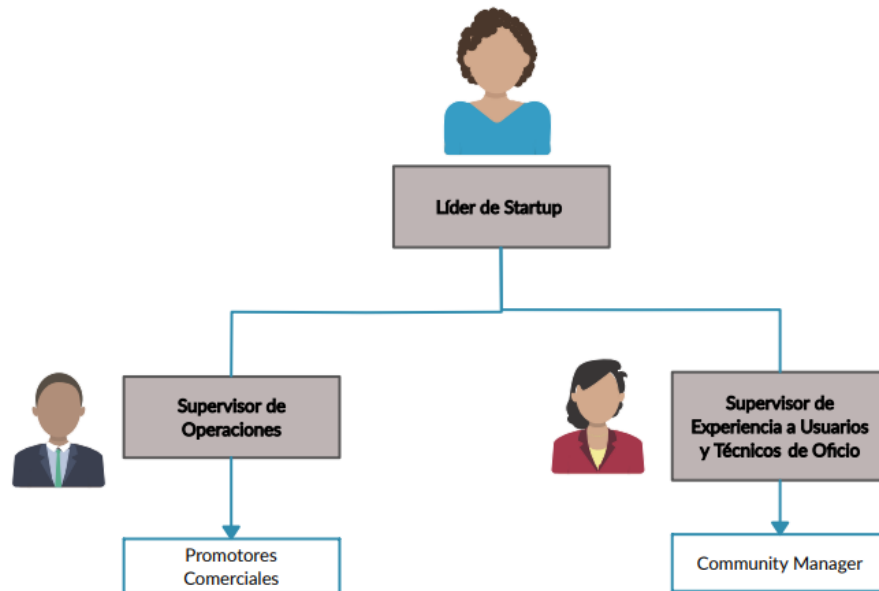 Líder de Startup
Supervisor de
Operaciones
Supervisor de
Experiencia a Usuarios
y Técnicos de Oficio
Promotores
Comerciales
Community Manager